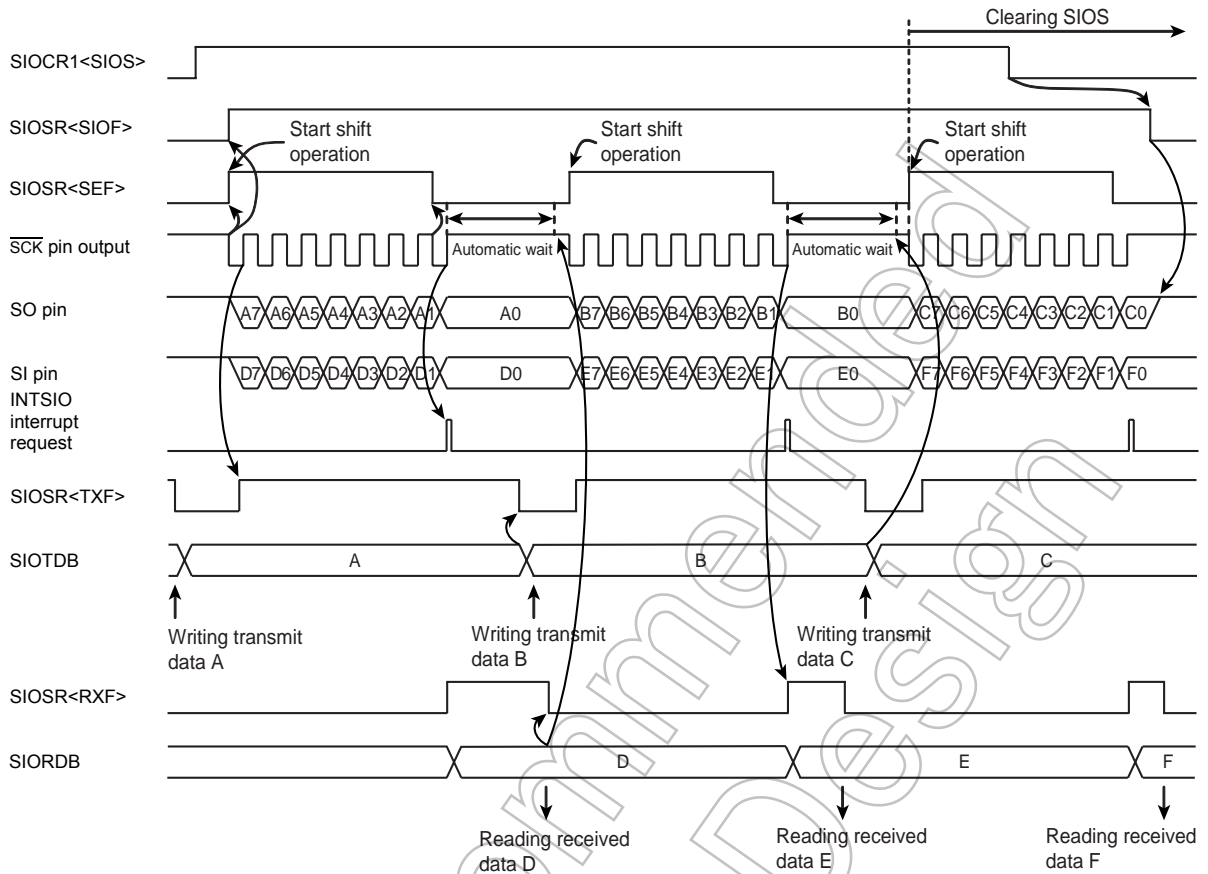 Clearing SIOS
SIOCR1<SIOS>
SIOSR<SIOF>
Start shift
operation
Start shift
operation
Start shift
operation
SIOSR<SEF>
SCK pin output
Automatic wait
Automatic wait
SO pin
A7 A6 A5 A4 A3 A2 A1 A0 B7 B6 B5 B4 B3 B2 B1 B0 C7 C6 C5 C4 C3 C2 C1 C0
SI pin
D7 D6 D5 D4 D3 D2 D1 D0 E7 E6 E5 E4 E3 E2 E1 E0 F7 F6 F5 F4 F3 F2 F1 F0
INTSIO
interrupt
request
SIOSR<TXF>
SIOTDB
A B C
Writing transmit
data A
Writing transmit
data B
Writing transmit
data C
SIOSR<RXF>
SIORDB
D E F
Reading received
data D
Reading received
data E
Reading received
data F
ommended
Design